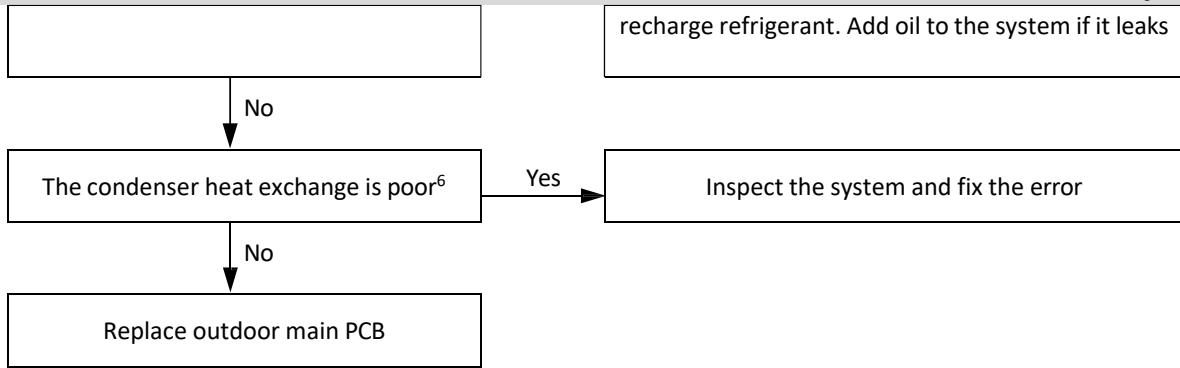 recharge refrigerant. Add oil to the system if it leaks
No
The condenser heat exchange is poor⁶
Yes
Inspect the system and fix the error
No
Replace outdoor main PCB